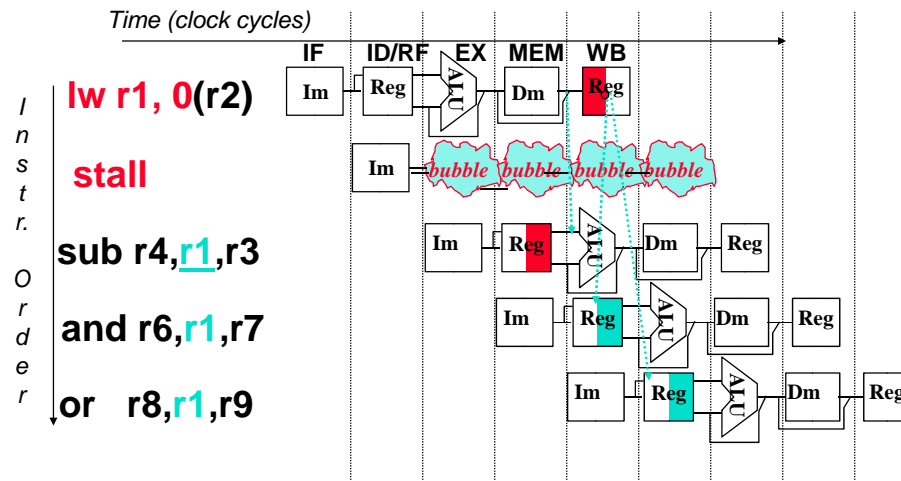 Time (clock cycles)
IF ID/RF EX MEM WB
Instr. Order
lw r1, 0(r2)
Im Reg ALU Dm Reg
stall
Im bubble bubble bubble bubble
sub r4,r1,r3
Im Reg ALU Dm Reg
and r6,r1,r7
Im Reg ALU Dm Reg
or r8,r1,r9
Im Reg ALU Dm Reg